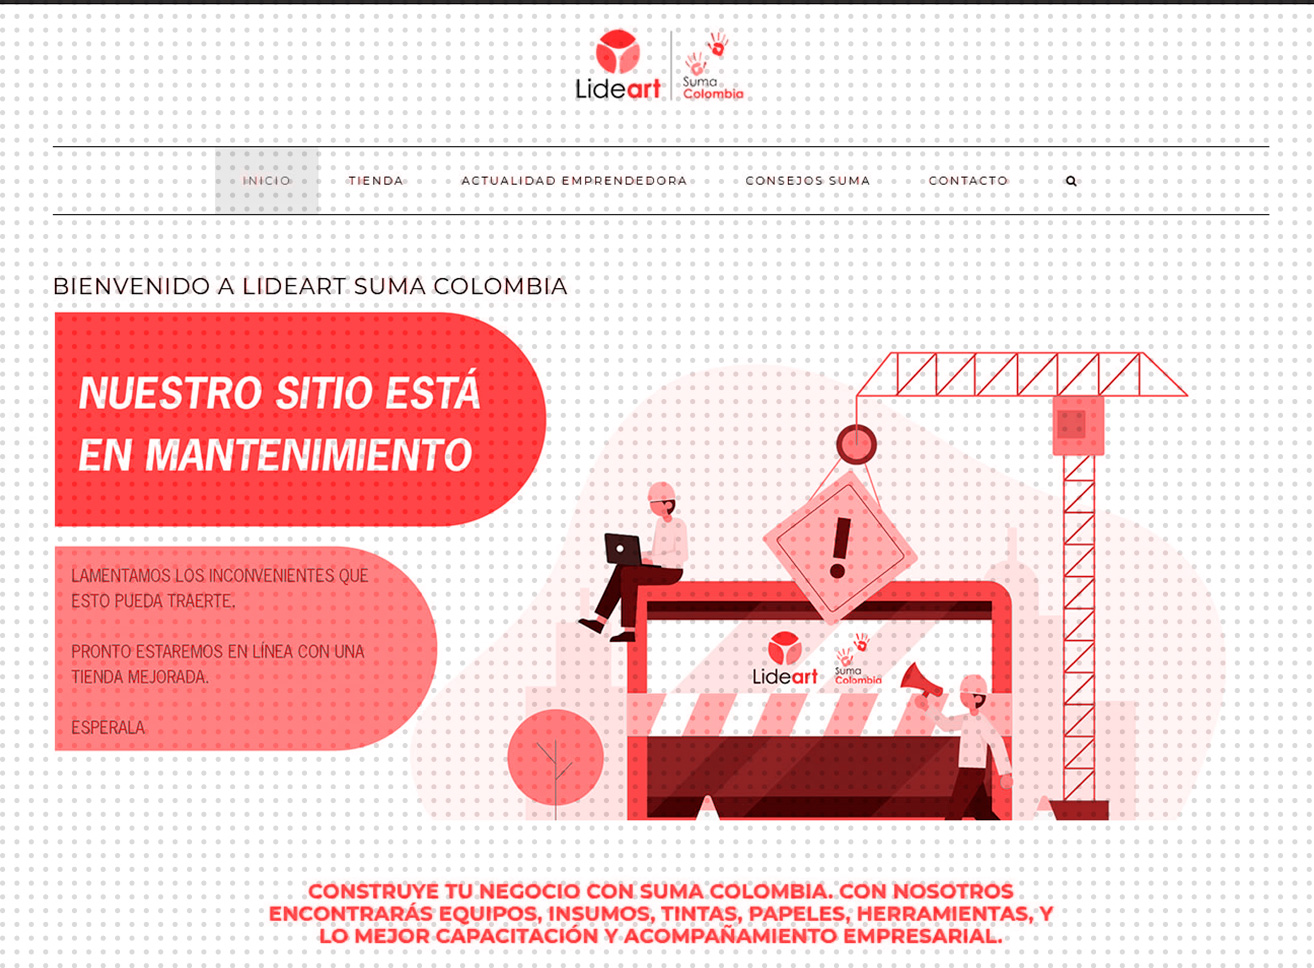 Lideart
Suma
Colombia
INICIO
TIENDA
ACTUALIDAD EMPRENDEDORA
CONSEJOS SUMA
CONTACTO
BIENVENIDO A LIDEART SUMA COLOMBIA
NUESTRO SITIO ESTÁ
EN MANTENIMIENTO
LAMENTAMOS LOS INCONVENIENTES QUE
ESTO PUEDA TRAERTE.
PRONTO ESTAREMOS EN LÍNEA CON UNA
TIENDA MEJORADA.
ESPERALA
!
Lideart
Suma
Colombia
CONSTRUYE TU NEGOCIO CON SUMA COLOMBIA. CON NOSOTROS
ENCONTRARÁS EQUIPOS, INSUMOS, TINTAS, PAPELES, HERRAMIENTAS, Y
LO MEJOR CAPACITACIÓN Y ACOMPAÑAMIENTO EMPRESARIAL.